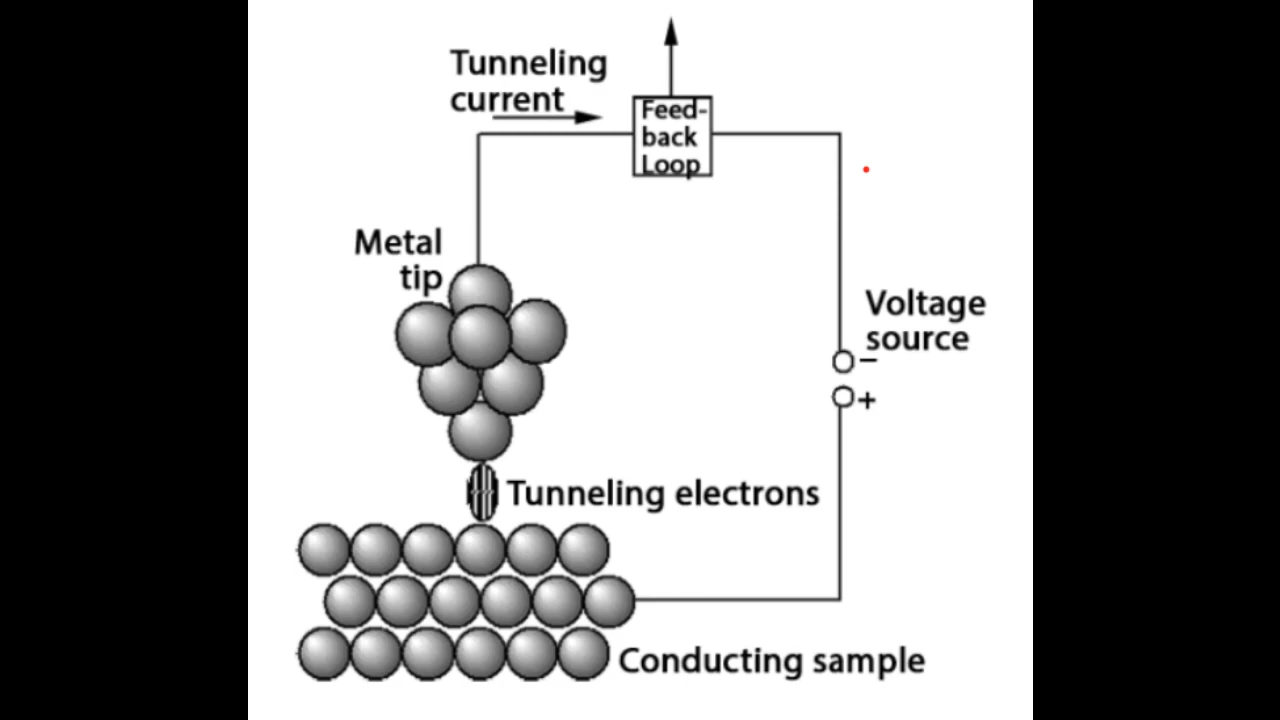 Tunneling
current
Feed-
back
Loop
Metal
tip
Voltage
source
−
+
Tunneling electrons
Conducting sample